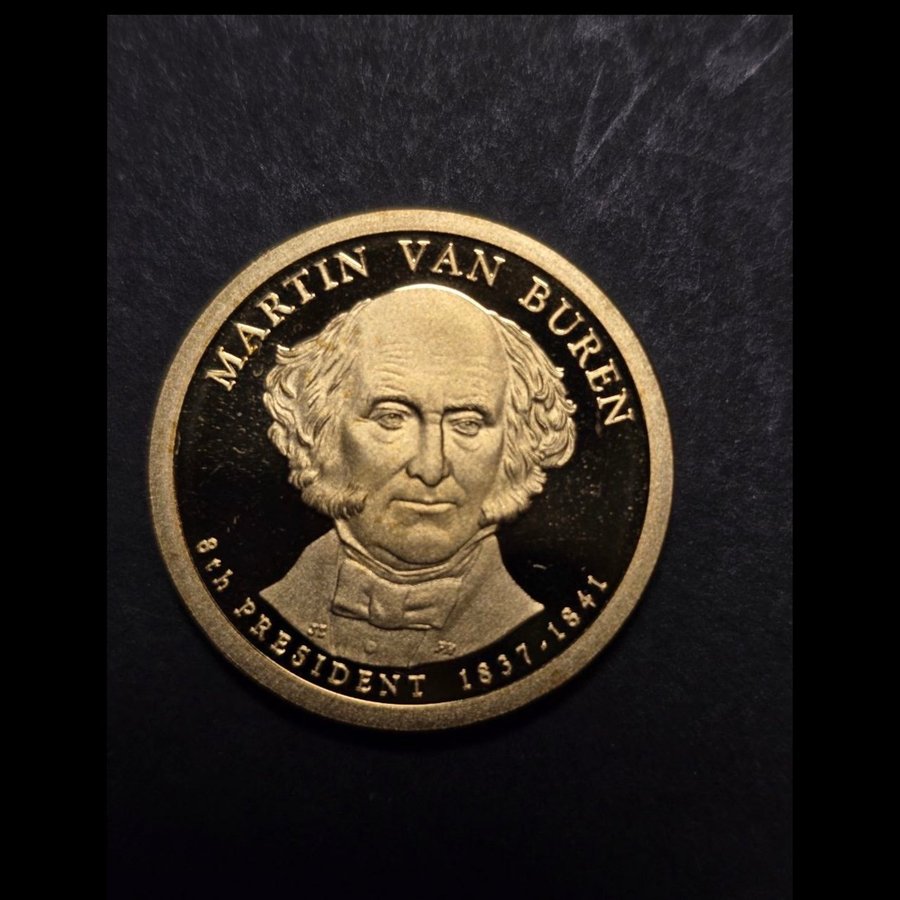 MARTIN VAN BUREN
8th PRESIDENT 1837-1841